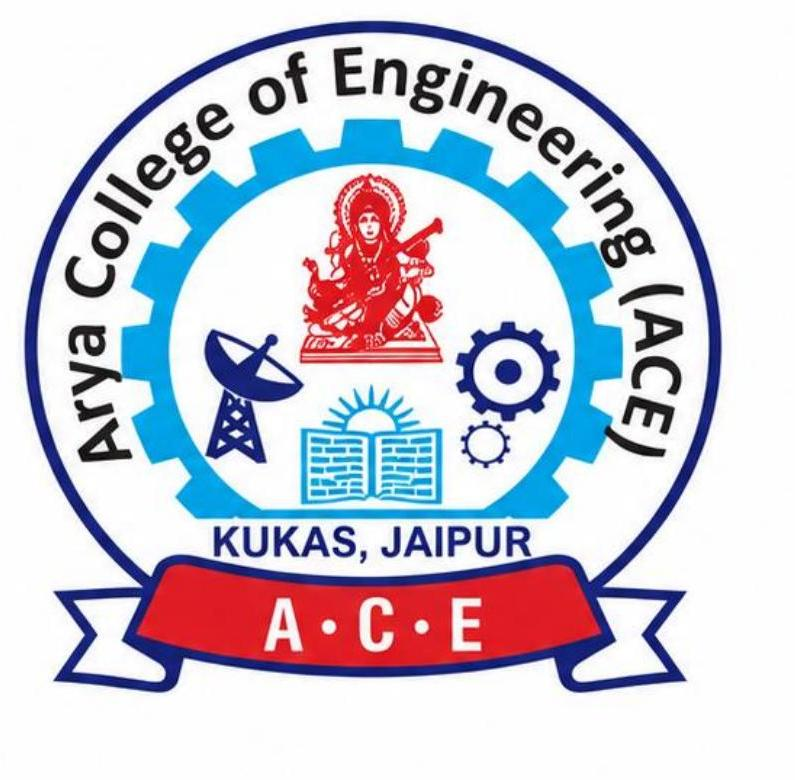 Arya College of Engineering (ACE)
KUKAS, JAIPUR
A·C·E